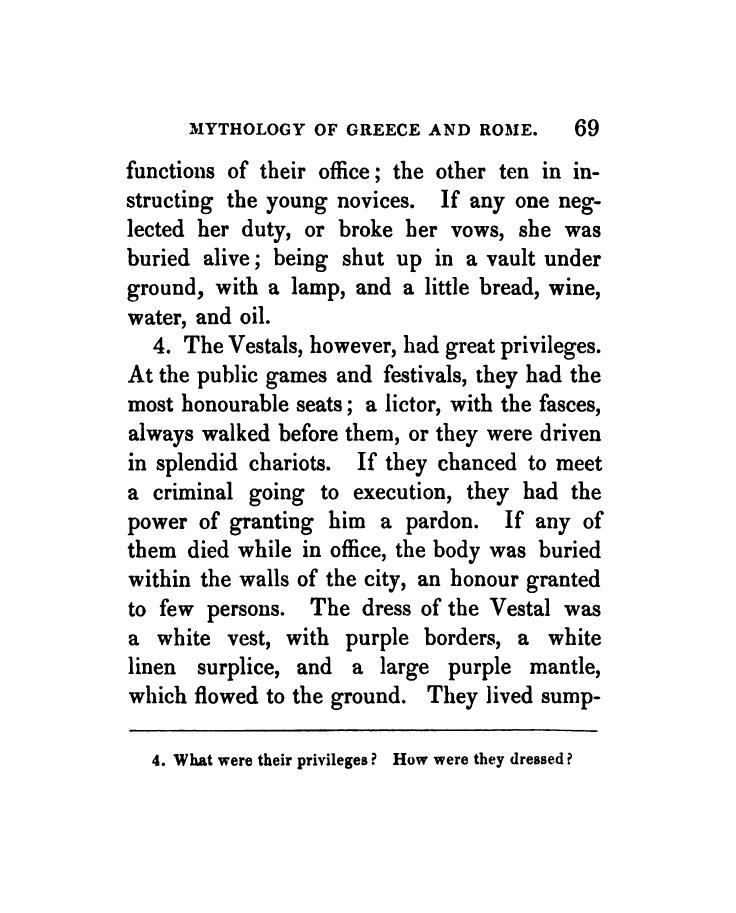 MYTHOLOGY OF GREECE AND ROME. 69
functions of their office; the other ten in in-
structing the young novices. If any one neg-
lected her duty, or broke her vows, she was
buried alive; being shut up in a vault under
ground, with a lamp, and a little bread, wine,
water, and oil.
4. The Vestals, however, had great privileges.
At the public games and festivals, they had the
most honourable seats; a lictor, with the fasces,
always walked before them, or they were driven
in splendid chariots. If they chanced to meet
a criminal going to execution, they had the
power of granting him a pardon. If any of
them died while in office, the body was buried
within the walls of the city, an honour granted
to few persons. The dress of the Vestal was
a white vest, with purple borders, a white
linen surplice, and a large purple mantle,
which flowed to the ground. They lived sump-
4. What were their privileges? How were they dressed?